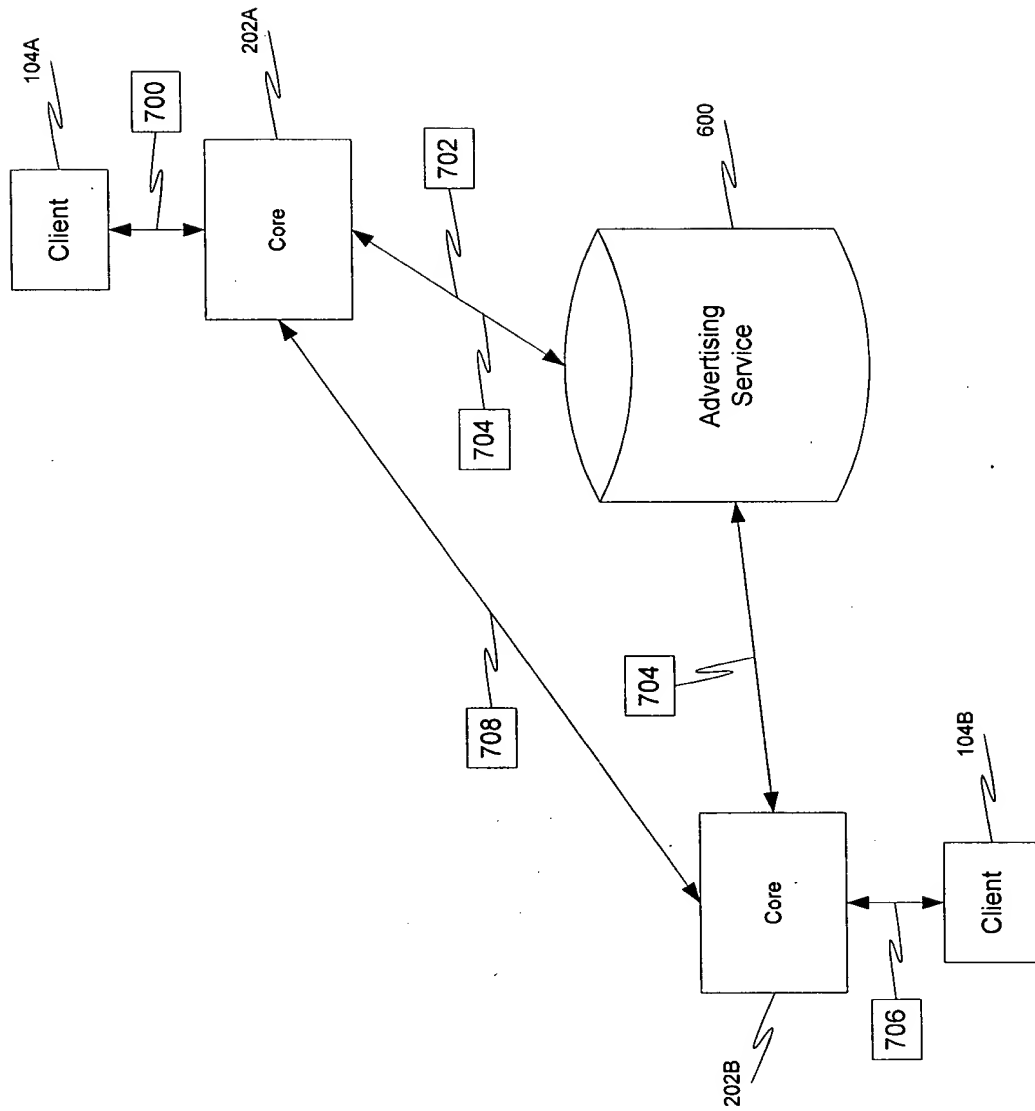 104A
Client
700
202A
Core
702
704
708
704
600
Advertising
Service
202B
Core
706
104B
Client